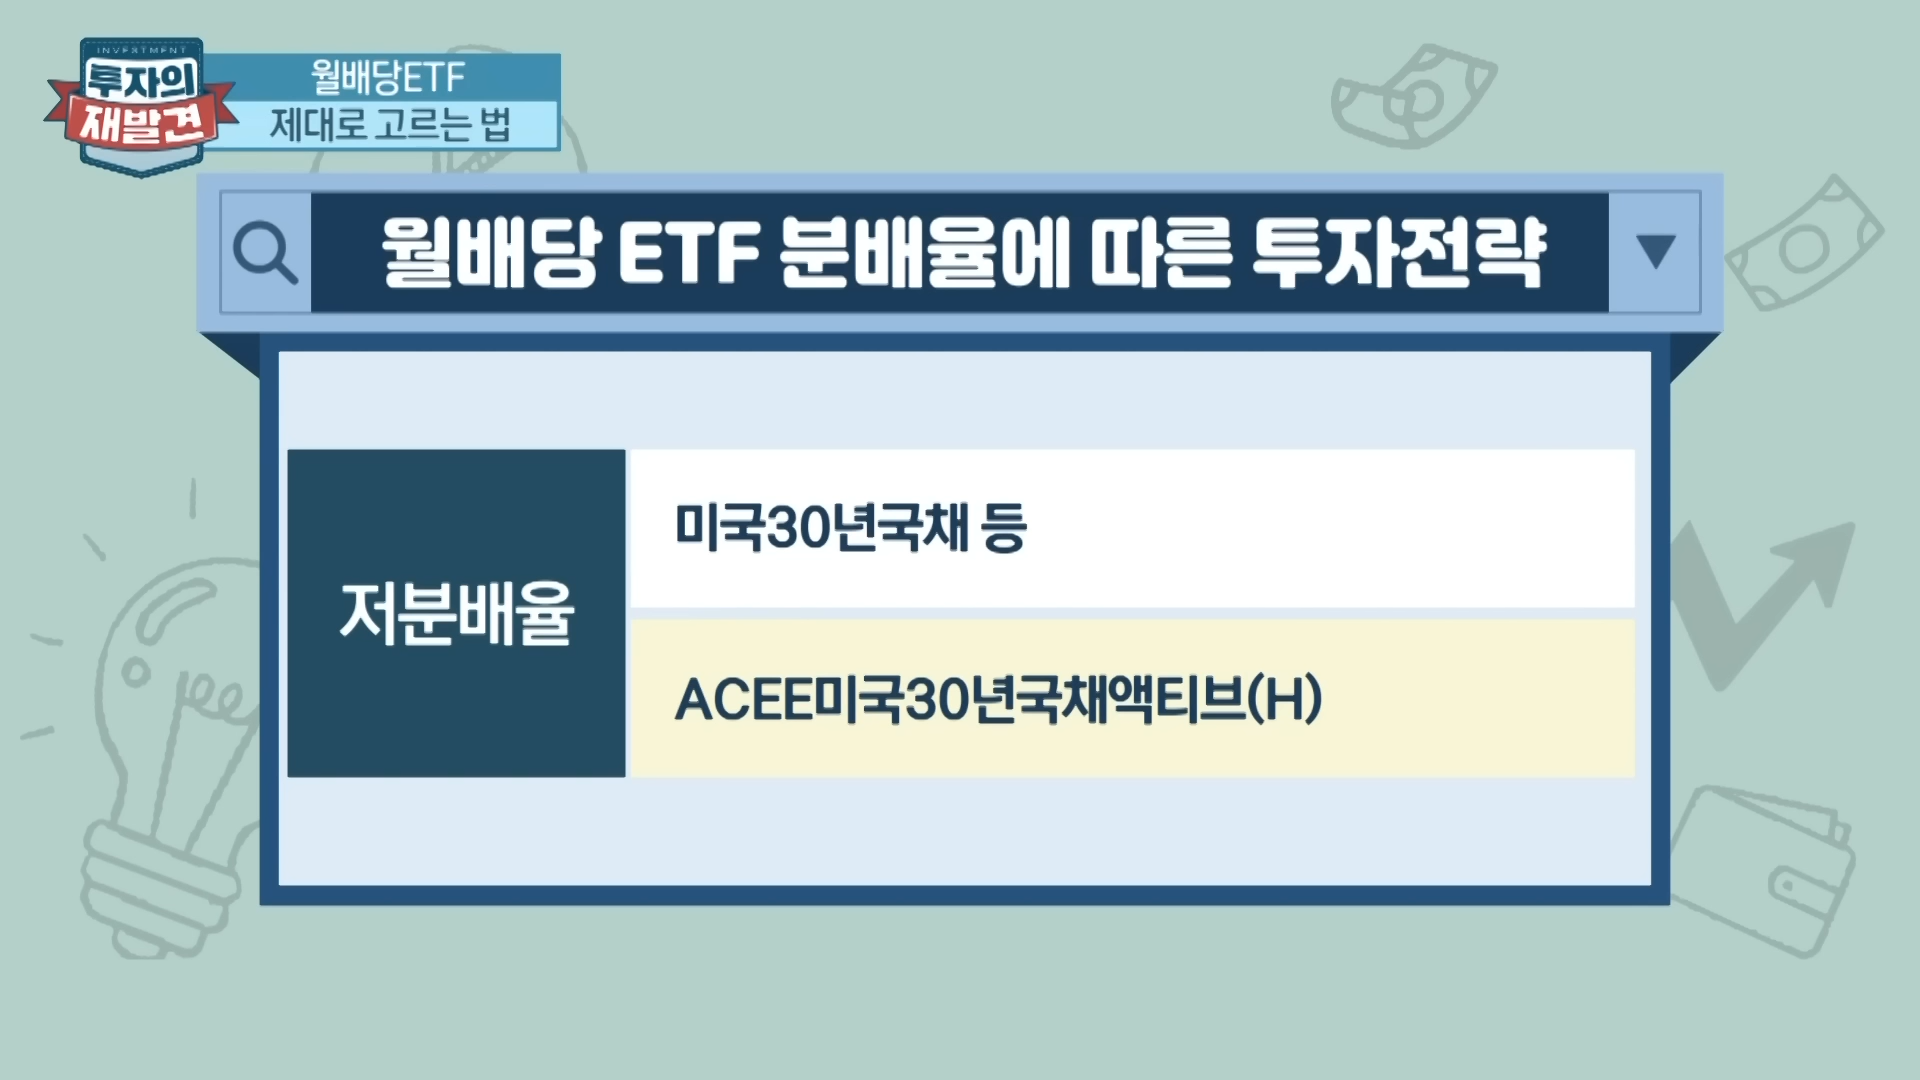 INVESTMENT
투자의
재발견
월배당ETF
제대로 고르는 법
월배당 ETF 분배율에 따른 투자전략
저분배율
미국30년국채 등
ACEE미국30년국채액티브(H)